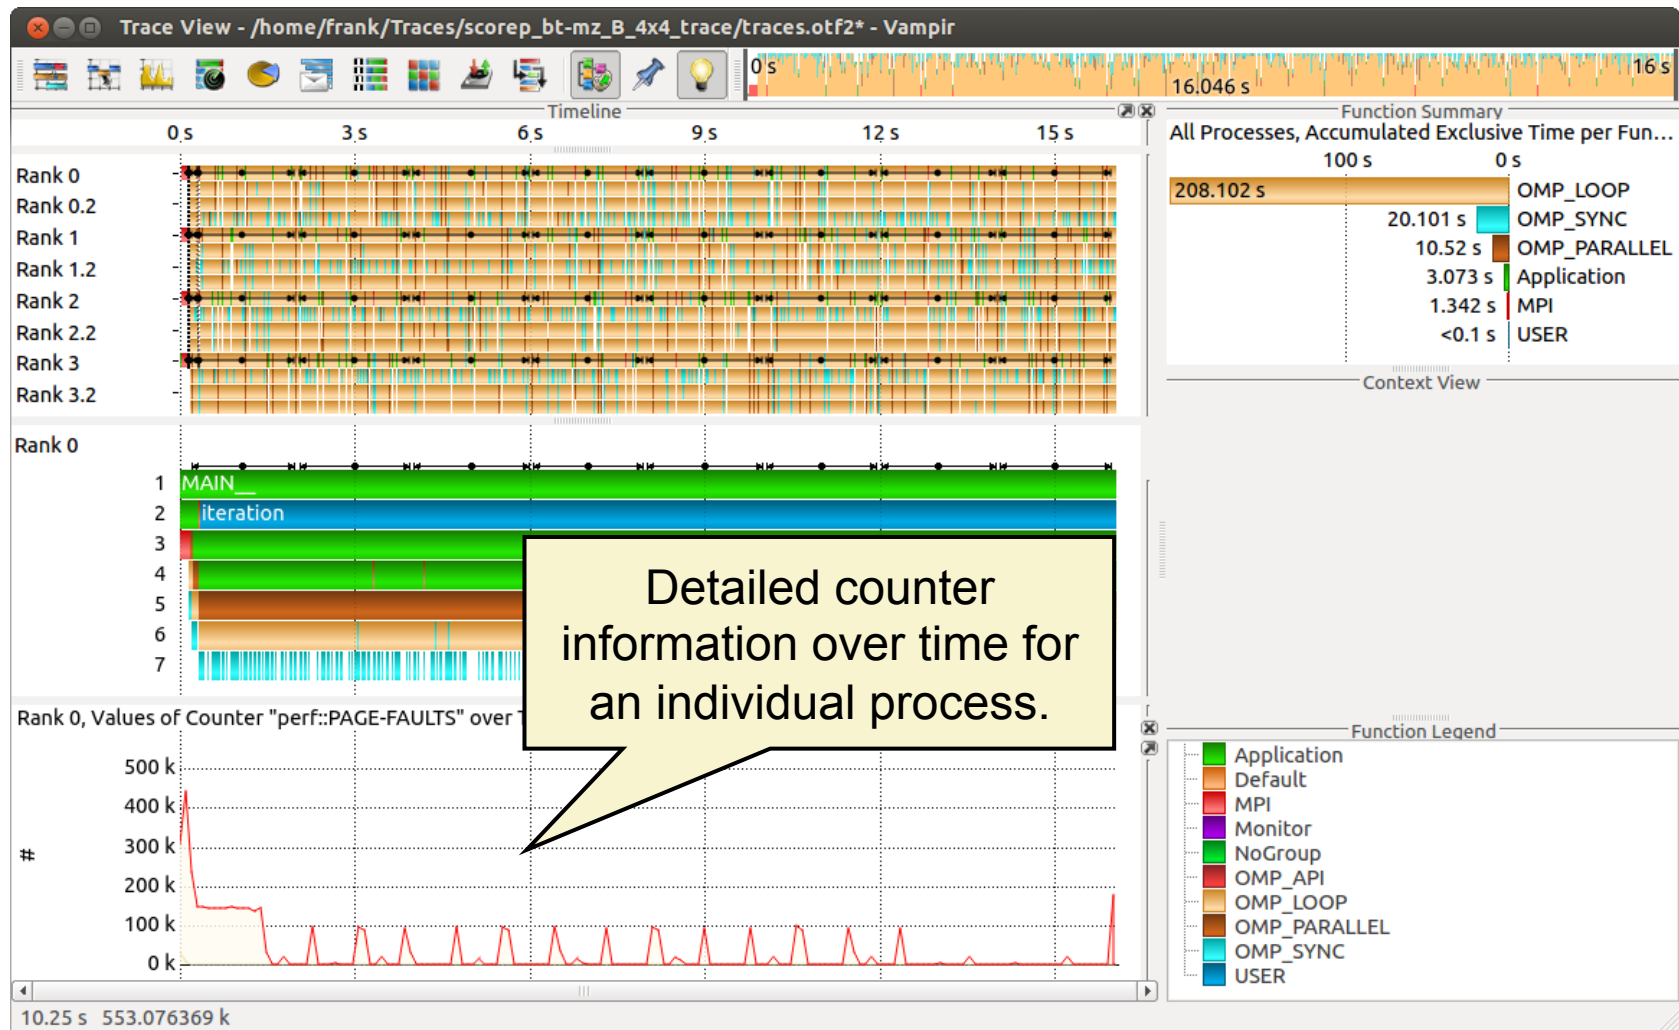 Trace View - /home/frank/Traces/scorep_bt-mz_B_4x4_trace/traces.otf2* - Vampir
0 s
16 s
16.046 s
Timeline
0 s 3 s 6 s 9 s 12 s 15 s
Rank 0
Rank 0.2
Rank 1
Rank 1.2
Rank 2
Rank 2.2
Rank 3
Rank 3.2
Rank 0
1 MAIN__
2 iteration
3
4
5
6
7
Detailed counter
information over time for
an individual process.
Rank 0, Values of Counter "perf::PAGE-FAULTS" over
500 k
400 k
300 k
200 k
100 k
0 k
#
Function Summary
All Processes, Accumulated Exclusive Time per Fun...
100 s 0 s
208.102 s OMP_LOOP
20.101 s OMP_SYNC
10.52 s OMP_PARALLEL
3.073 s Application
1.342 s MPI
<0.1 s USER
Context View
Function Legend
Application
Default
MPI
Monitor
NoGroup
OMP_API
OMP_LOOP
OMP_PARALLEL
OMP_SYNC
USER
10.25 s 553.076369 k